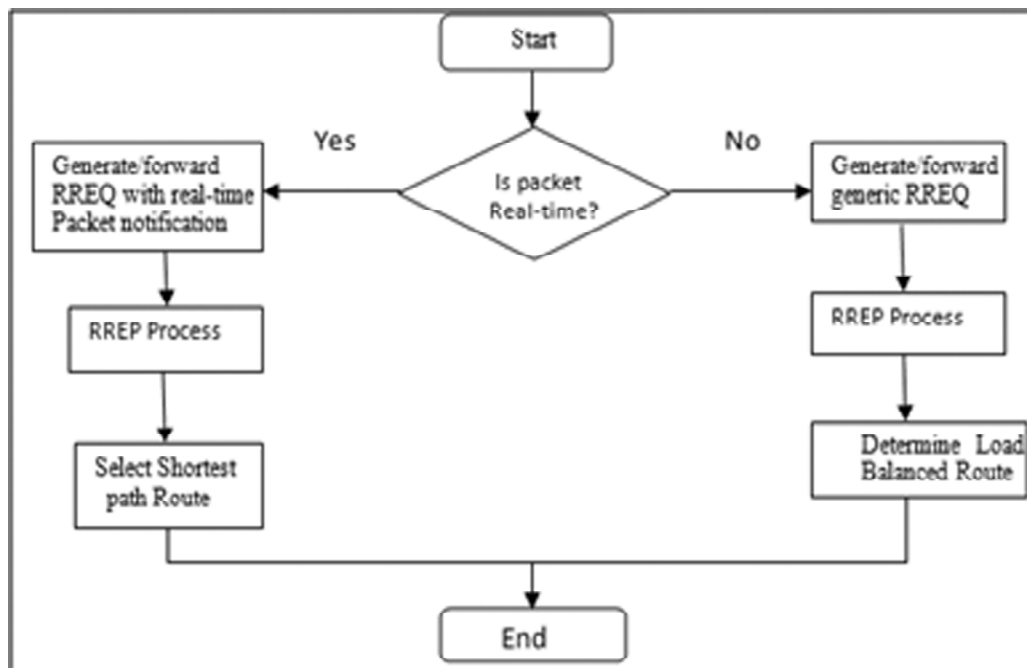 Start
Yes
No
Is packet
Real-time?
Generate/forward
RREQ with real-time
Packet notification
Generate/forward
generic RREQ
RREP Process
RREP Process
Select Shortest
path Route
Determine Load
Balanced Route
End